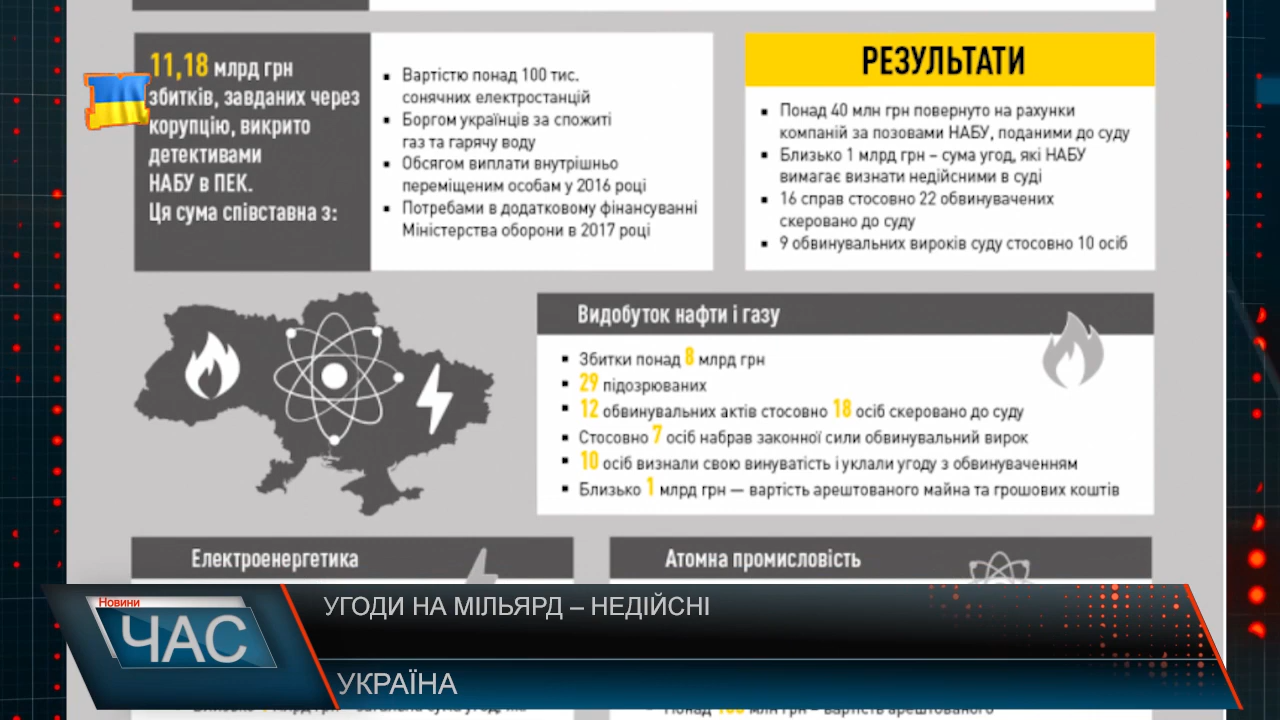 11,18 млрд грн
збитків, завданих через
корупцію, викрито
детективами
НАБУ в ПЕК.
Ця сума співставна з:
Вартістю понад 100 тис.
сонячних електростанцій
Боргом українців за спожиті
газ та гарячу воду
Обсягом виплати внутрішньо
переміщеним особам у 2016 році
Потребами в додатковому фінансуванні
Міністерства оборони в 2017 році
РЕЗУЛЬТАТИ
Понад 40 млн грн повернуто на рахунки
компаній за позовами НАБУ, поданими до суду
Близько 1 млрд грн – сума угод, які НАБУ
вимагає визнати недійсними в суді
16 справ стосовно 22 обвинувачених
скеровано до суду
9 обвинувальних вироків суду стосовно 10 осіб
Видобуток нафти і газу
Збитки понад 8 млрд грн
29 підозрюваних
12 обвинувальних актів стосовно 18 осіб скеровано до суду
Стосовно 7 осіб набрав законної сили обвинувальний вирок
10 осіб визнали свою винуватість і уклали угоду з обвинуваченням
Близько 1 млрд грн — вартість арештованого майна та грошових коштів
Електроенергетика
Атомна промисловість
Новини
ЧАС
УГОДИ НА МІЛЬЯРД – НЕДІЙСНІ
УКРАЇНА
млн грн – вартість арештованого